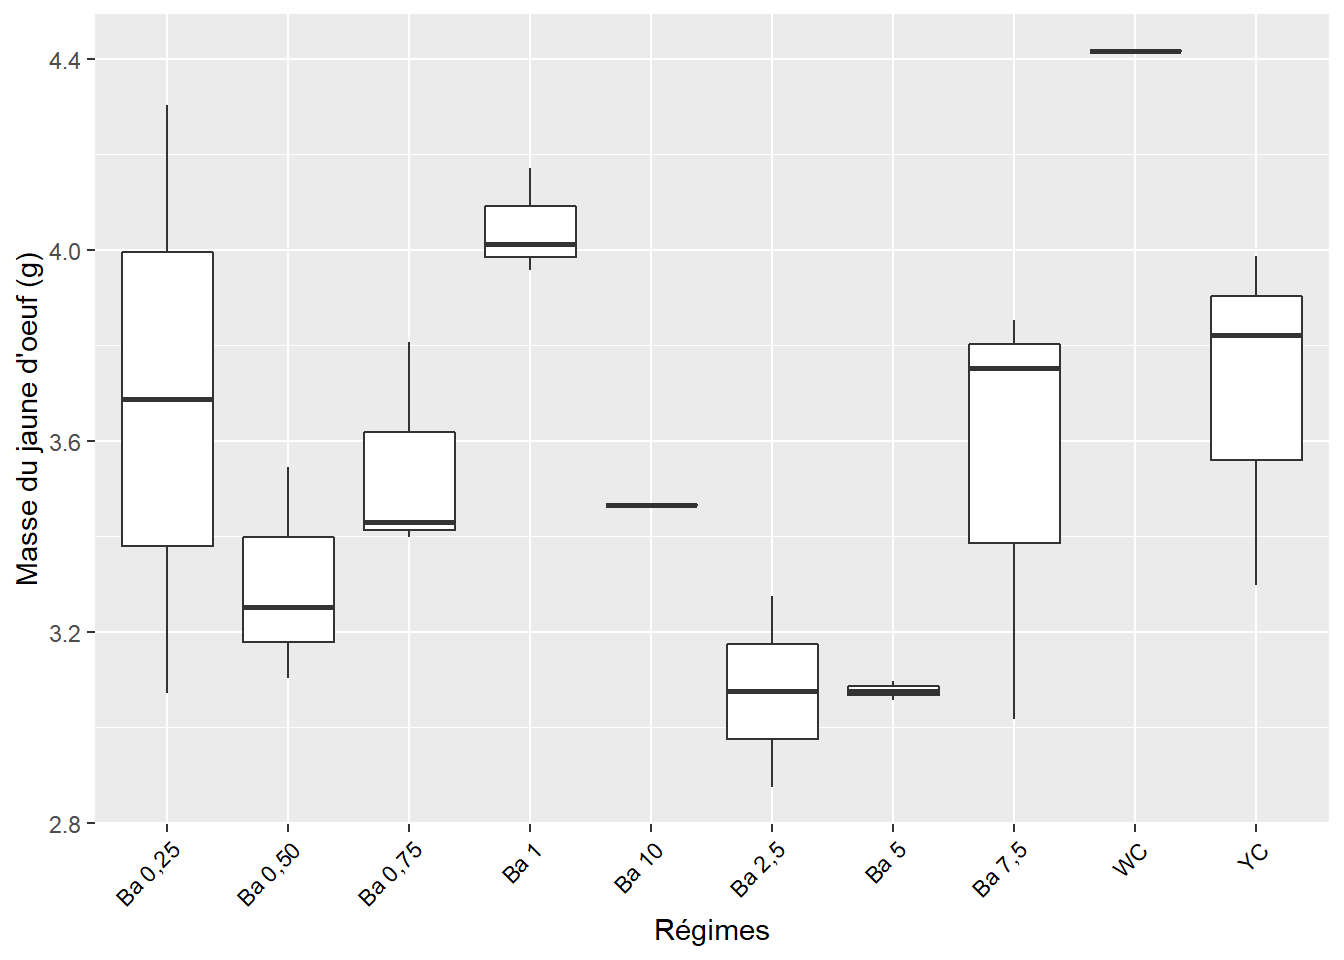 Masse du jaune d'oeuf (g)
4.4
4.0
3.6
3.2
2.8
Ba 0,25
Ba 0,50
Ba 0,75
Ba 1
Ba 10
Ba 2,5
Ba 5
Ba 7,5
WC
YC
Régimes